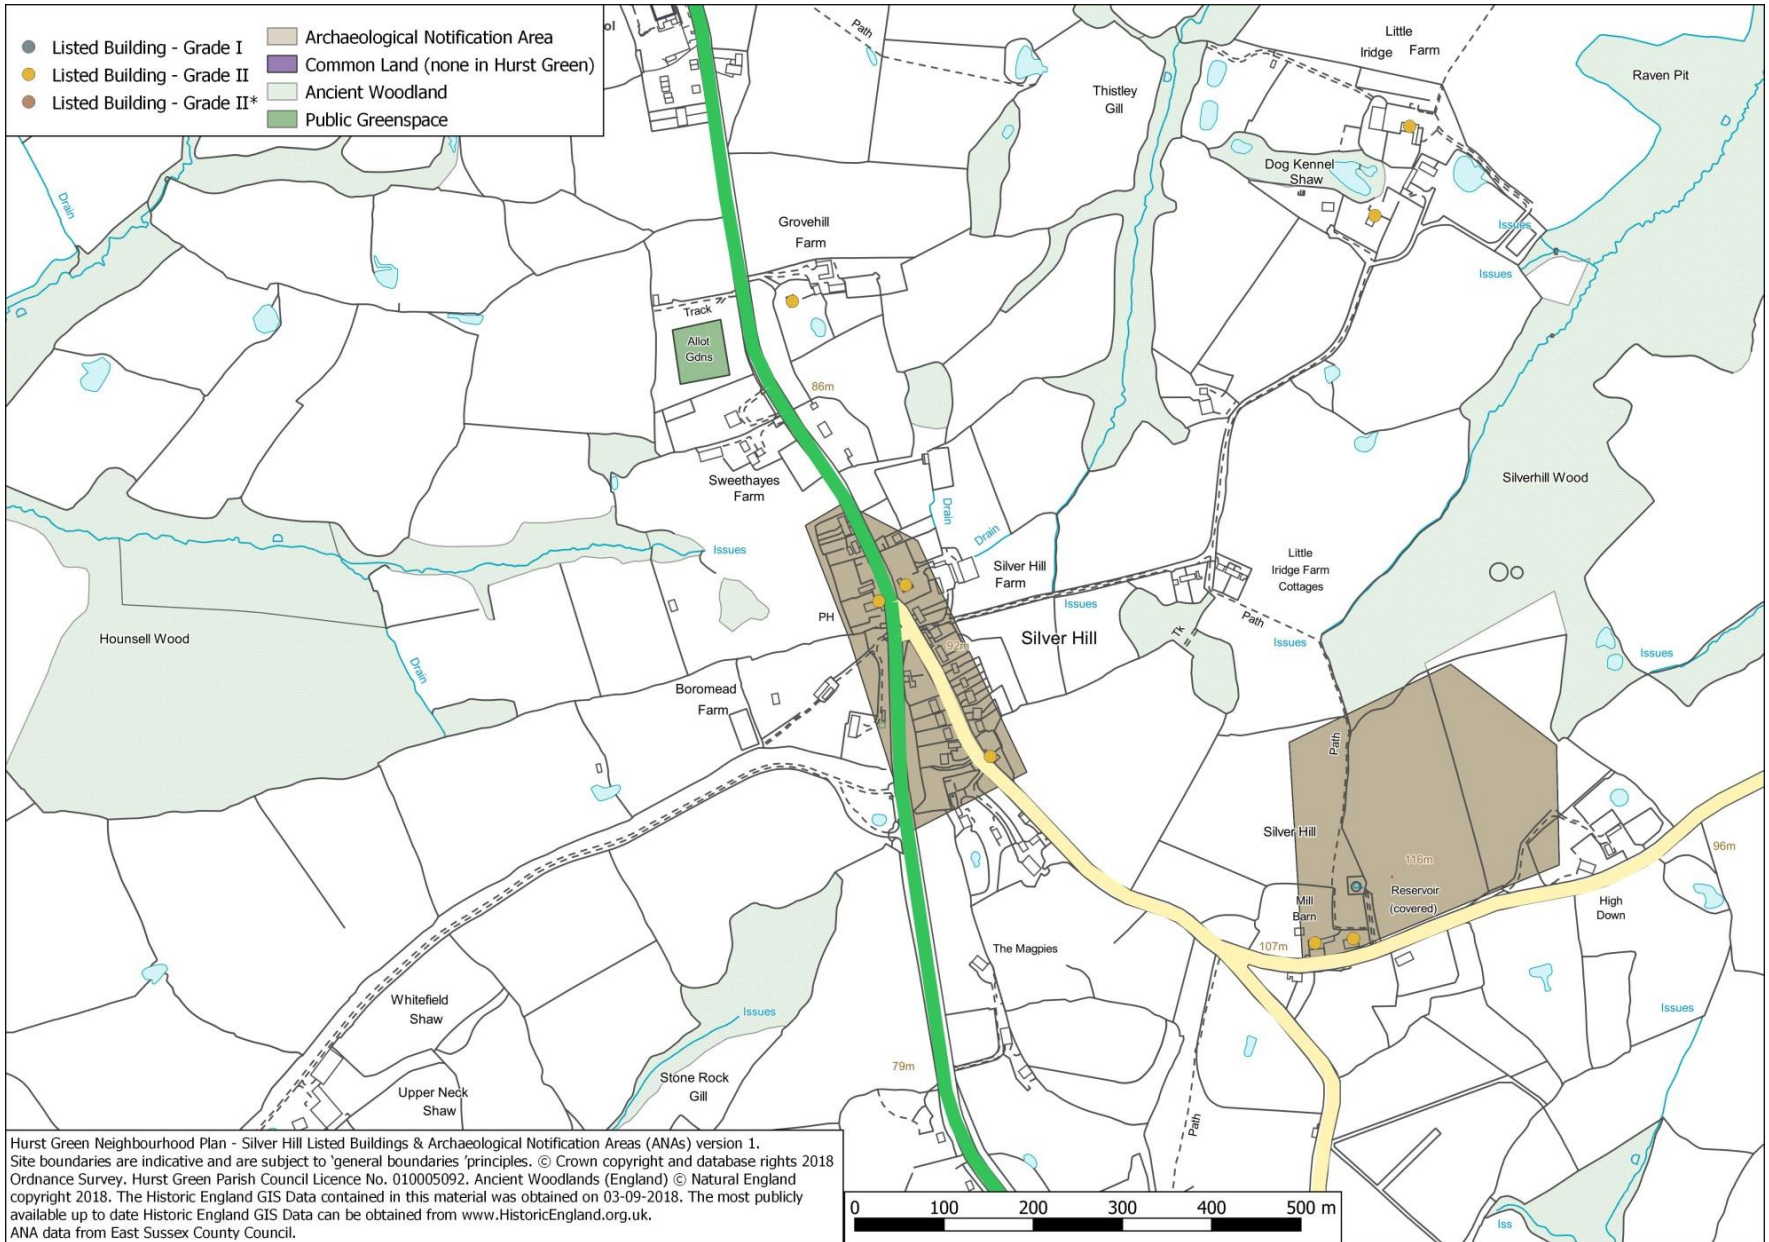 Listed Building - Grade I
Listed Building - Grade II
Listed Building - Grade II*
Archaeological Notification Area
Common Land (none in Hurst Green)
Ancient Woodland
Public Greenspace
ol
Path
Little
Iridge Farm
Raven Pit
Thistley
Gill
D
D
Dog Kennel
Shaw
Drain
Issues
Issues
Grovehill
Farm
D
Track
Allot
Gdns
86m
Sweethayes
Farm
Silverhill Wood
Drain
Drain
D
Issues
Silver Hill
Farm
Little
Iridge Farm
Cottages
Issues
PH
Path
Hounsell Wood
Silver Hill
Tk
Issues
92m
Issues
Drain
Boromead
Farm
Path
Silver Hill
116m
96m
Reservoir
(covered)
Mill
Barn
High
Down
107m
The Magpies
Whitefield
Shaw
Issues
Issues
79m
Stone Rock
Gill
Upper Neck
Shaw
Path
Iss
Hurst Green Neighbourhood Plan - Silver Hill Listed Buildings & Archaeological Notification Areas (ANAs) version 1.
Site boundaries are indicative and are subject to 'general boundaries 'principles. © Crown copyright and database rights 2018
Ordnance Survey. Hurst Green Parish Council Licence No. 010005092. Ancient Woodlands (England) © Natural England
copyright 2018. The Historic England GIS Data contained in this material was obtained on 03-09-2018. The most publicly
available up to date Historic England GIS Data can be obtained from www.HistoricEngland.org.uk.
ANA data from East Sussex County Council.
0 100 200 300 400 500 m